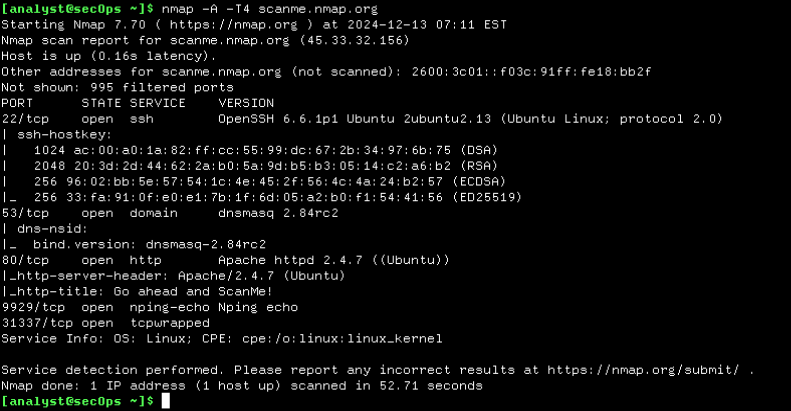 [analyst@secOps ~]$ nmap -A -T4 scanme.nmap.org
Starting Nmap 7.70 ( https://nmap.org ) at 2024-12-13 07:11 EST
Nmap scan report for scanme.nmap.org (45.33.32.156)
Host is up (0.16s latency).
Other addresses for scanme.nmap.org (not scanned): 2600:3c01::f03c:91ff:fe18:bb2f
Not shown: 995 filtered ports
PORT      STATE SERVICE    VERSION
22/tcp    open  ssh        OpenSSH 6.6.1p1 Ubuntu 2ubuntu2.13 (Ubuntu Linux; protocol 2.0)
| ssh-hostkey:
|   1024 ac:00:a0:1a:82:ff:cc:55:99:dc:67:2b:34:97:6b:75 (DSA)
|   2048 20:3d:2d:44:62:2a:b0:5a:9d:b5:b3:05:14:c2:a6:b2 (RSA)
|   256 96:02:bb:5e:57:54:1c:4e:45:2f:56:4c:4a:24:b2:57 (ECDSA)
|_  256 33:fa:91:0f:e0:e1:7b:1f:6d:05:a2:b0:f1:54:41:56 (ED25519)
53/tcp    open  domain     dnsmasq 2.84rc2
| dns-nsid:
|_  bind.version: dnsmasq-2.84rc2
80/tcp    open  http       Apache httpd 2.4.7 ((Ubuntu))
|_http-server-header: Apache/2.4.7 (Ubuntu)
|_http-title: Go ahead and ScanMe!
9929/tcp  open  nping-echo Nping echo
31337/tcp open  tcpwrapped
Service Info: OS: Linux; CPE: cpe:/o:linux:linux_kernel

Service detection performed. Please report any incorrect results at https://nmap.org/submit/ .
Nmap done: 1 IP address (1 host up) scanned in 52.71 seconds
[analyst@secOps ~]$